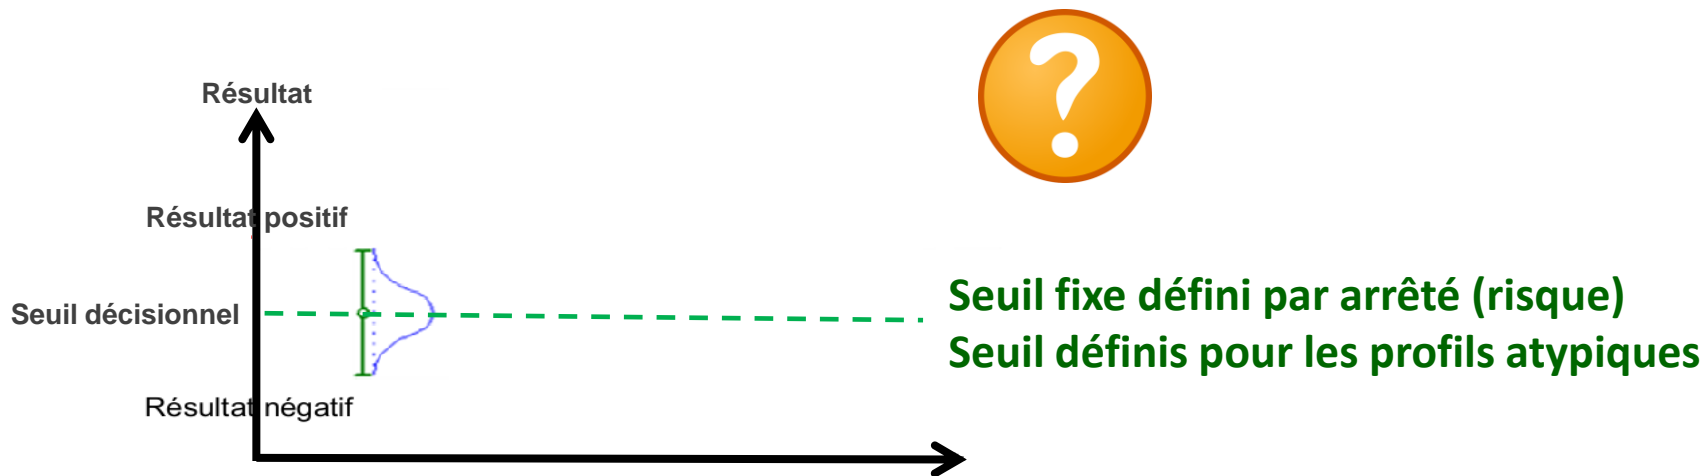 ?
Résultat
Résultat positif
Seuil décisionnel
Seuil fixe défini par arrêté (risque)
Seuil définis pour les profils atypiques
Résultat négatif